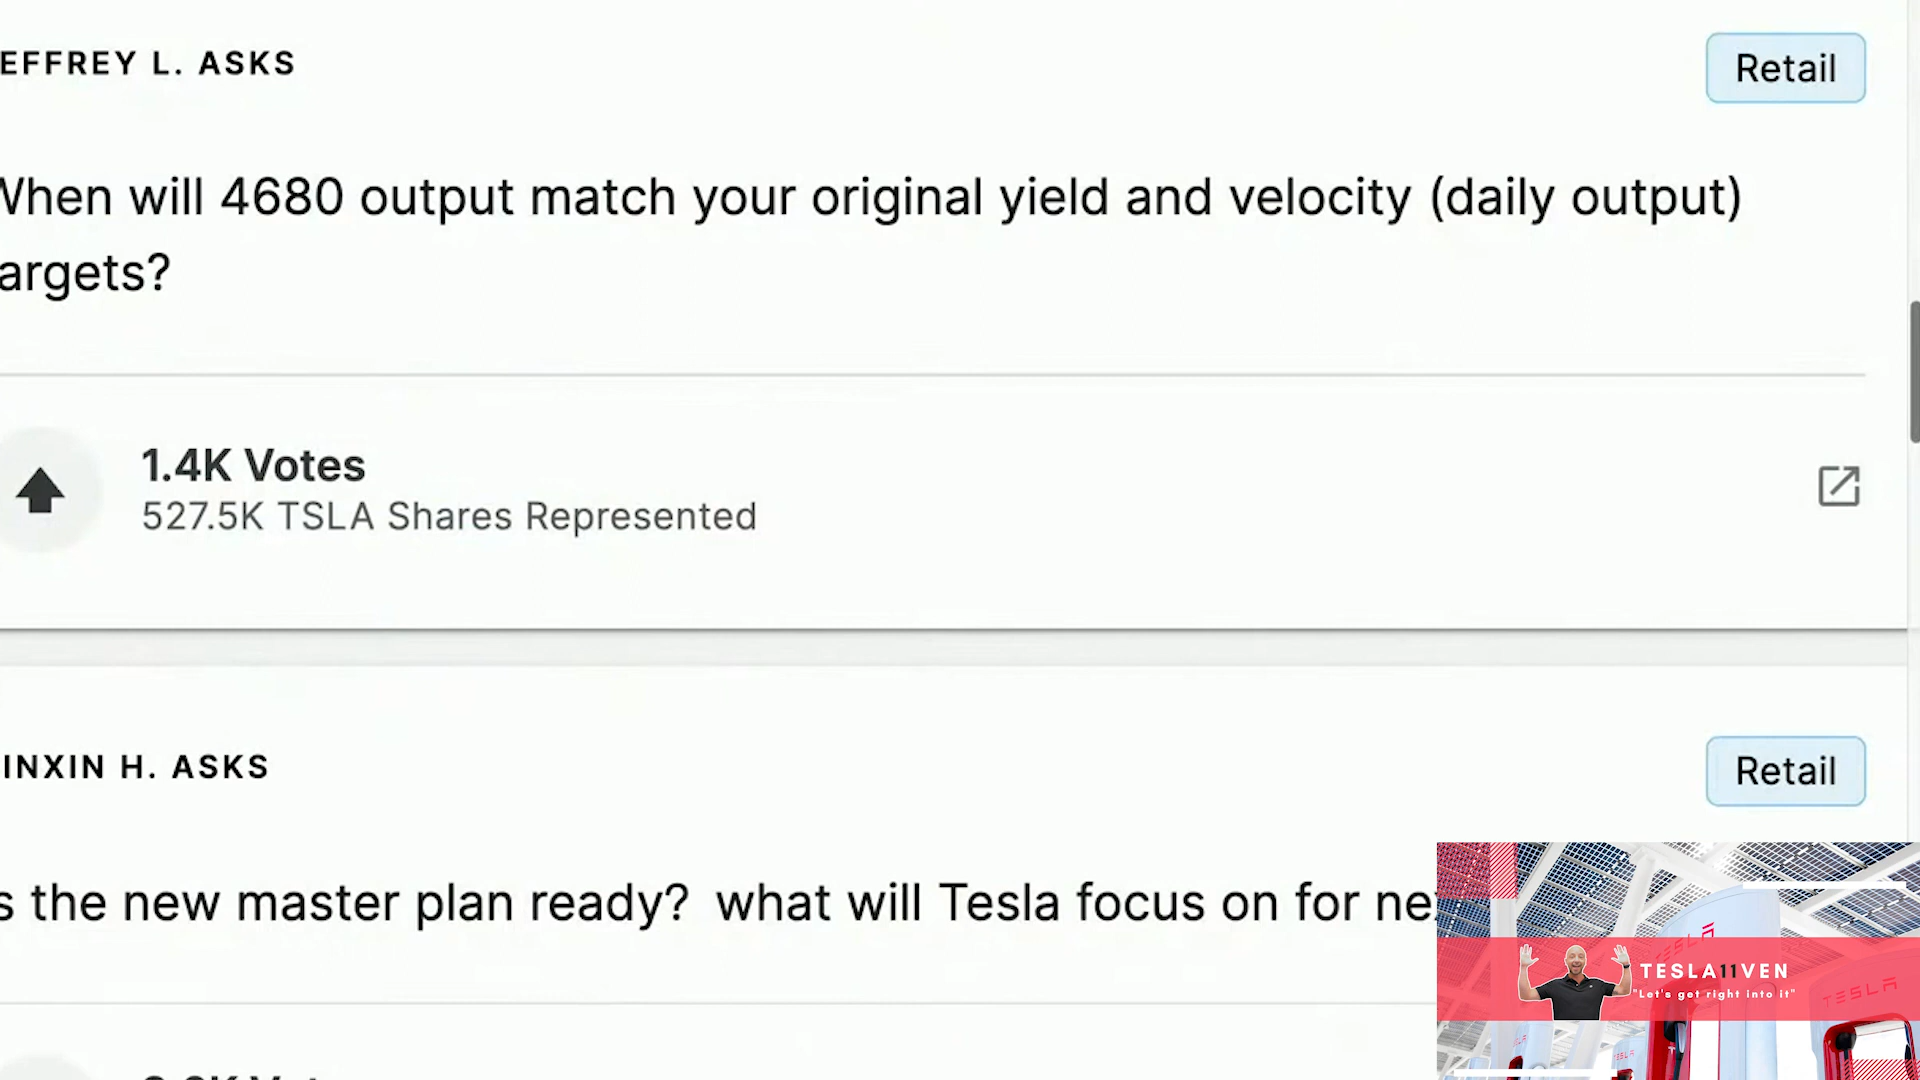 EFFREY L. ASKS
Retail
When will 4680 output match your original yield and velocity (daily output)
argets?
1.4K Votes
527.5K TSLA Shares Represented
INXIN H. ASKS
Retail
s the new master plan ready?  what will Tesla focus on for ne
TESLA11VEN
"Let's get right into it"
TESLA